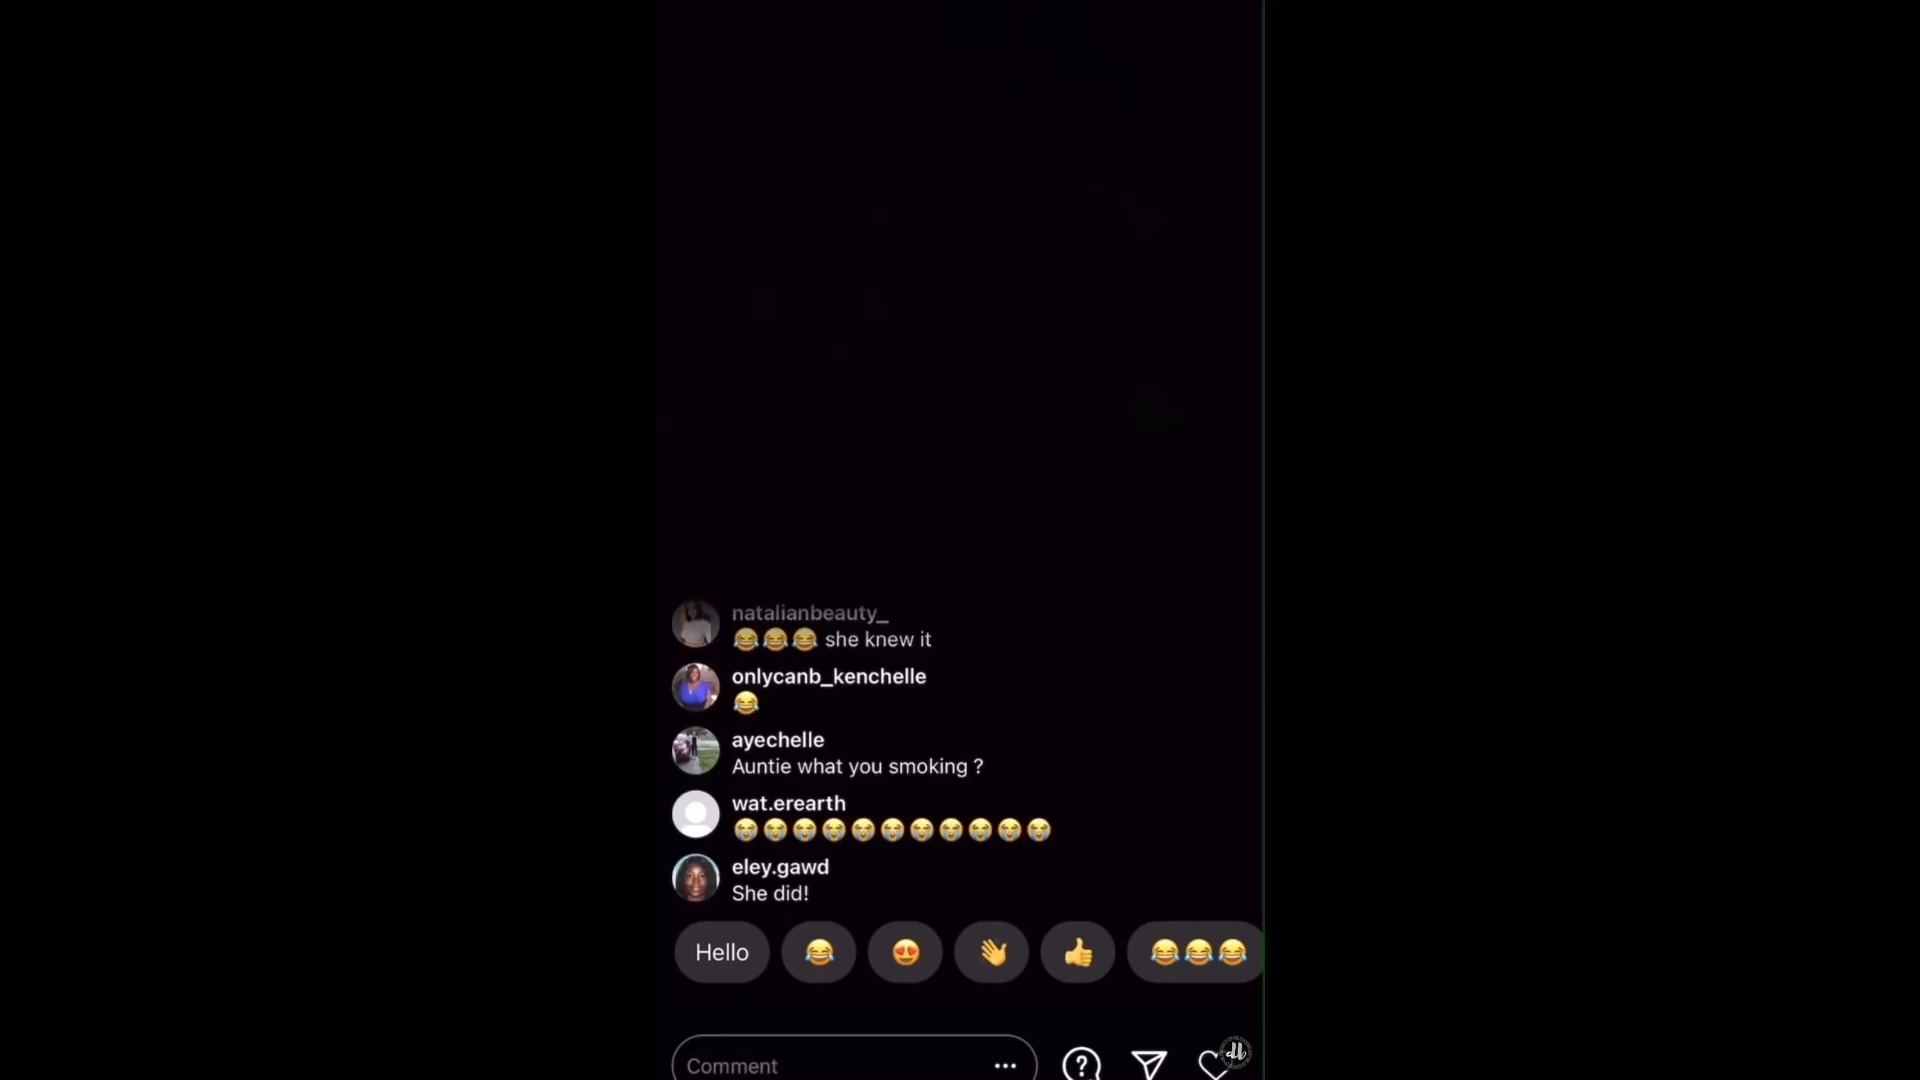 natalianbeauty_
😂😂😂 she knew it
onlycanb_kenchelle
😂
ayechelle
Auntie what you smoking ?
wat.erearth
😭😭😭😭😭😭😭😭😭😭😭
eley.gawd
She did!
Hello 😂 😍 👋 👍 😂😂😂
Comment